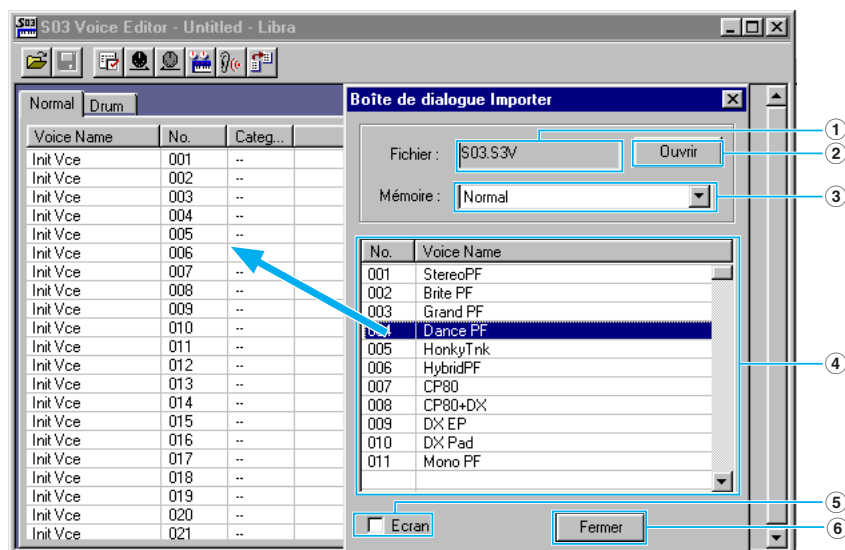 S03 Voice Editor - Untitled - Libra
Normal Drum
Voice Name No. Categ...
Init Vce 001 --
Init Vce 002 --
Init Vce 003 --
Init Vce 004 --
Init Vce 005 --
Init Vce 006 --
Init Vce 007 --
Init Vce 008 --
Init Vce 009 --
Init Vce 010 --
Init Vce 011 --
Init Vce 012 --
Init Vce 013 --
Init Vce 014 --
Init Vce 015 --
Init Vce 016 --
Init Vce 017 --
Init Vce 018 --
Init Vce 019 --
Init Vce 020 --
Init Vce 021 --
Boîte de dialogue Importer
Fichier : S03.S3V Ouvrir
Mémoire : Normal
No. Voice Name
001 StereoPF
002 Brite PF
003 Grand PF
Dance PF
005 HonkyTnk
006 HybridPF
007 CP80
008 CP80+DX
009 DX EP
010 DX Pad
011 Mono PF
Ecran Fermer
1
2
3
4
5
6